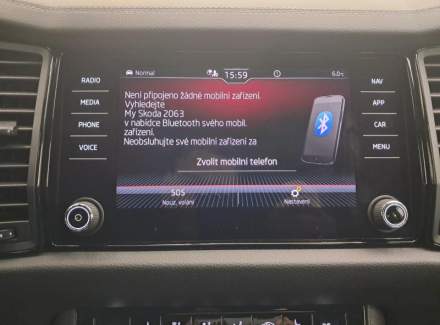 Normal 15:59 6.0°C
RADIO
MEDIA
PHONE
VOICE
Není připojeno žádné mobilní zařízení.
Vyhledejte
My Skoda 2063
v nabídce Bluetooth svého mobil.
zařízení.
Neobsluhujte své mobilní zařízení za
Zvolit mobilní telefon
SOS
Nouz. volání
Nastavení
NAV
APP
CAR
MENU